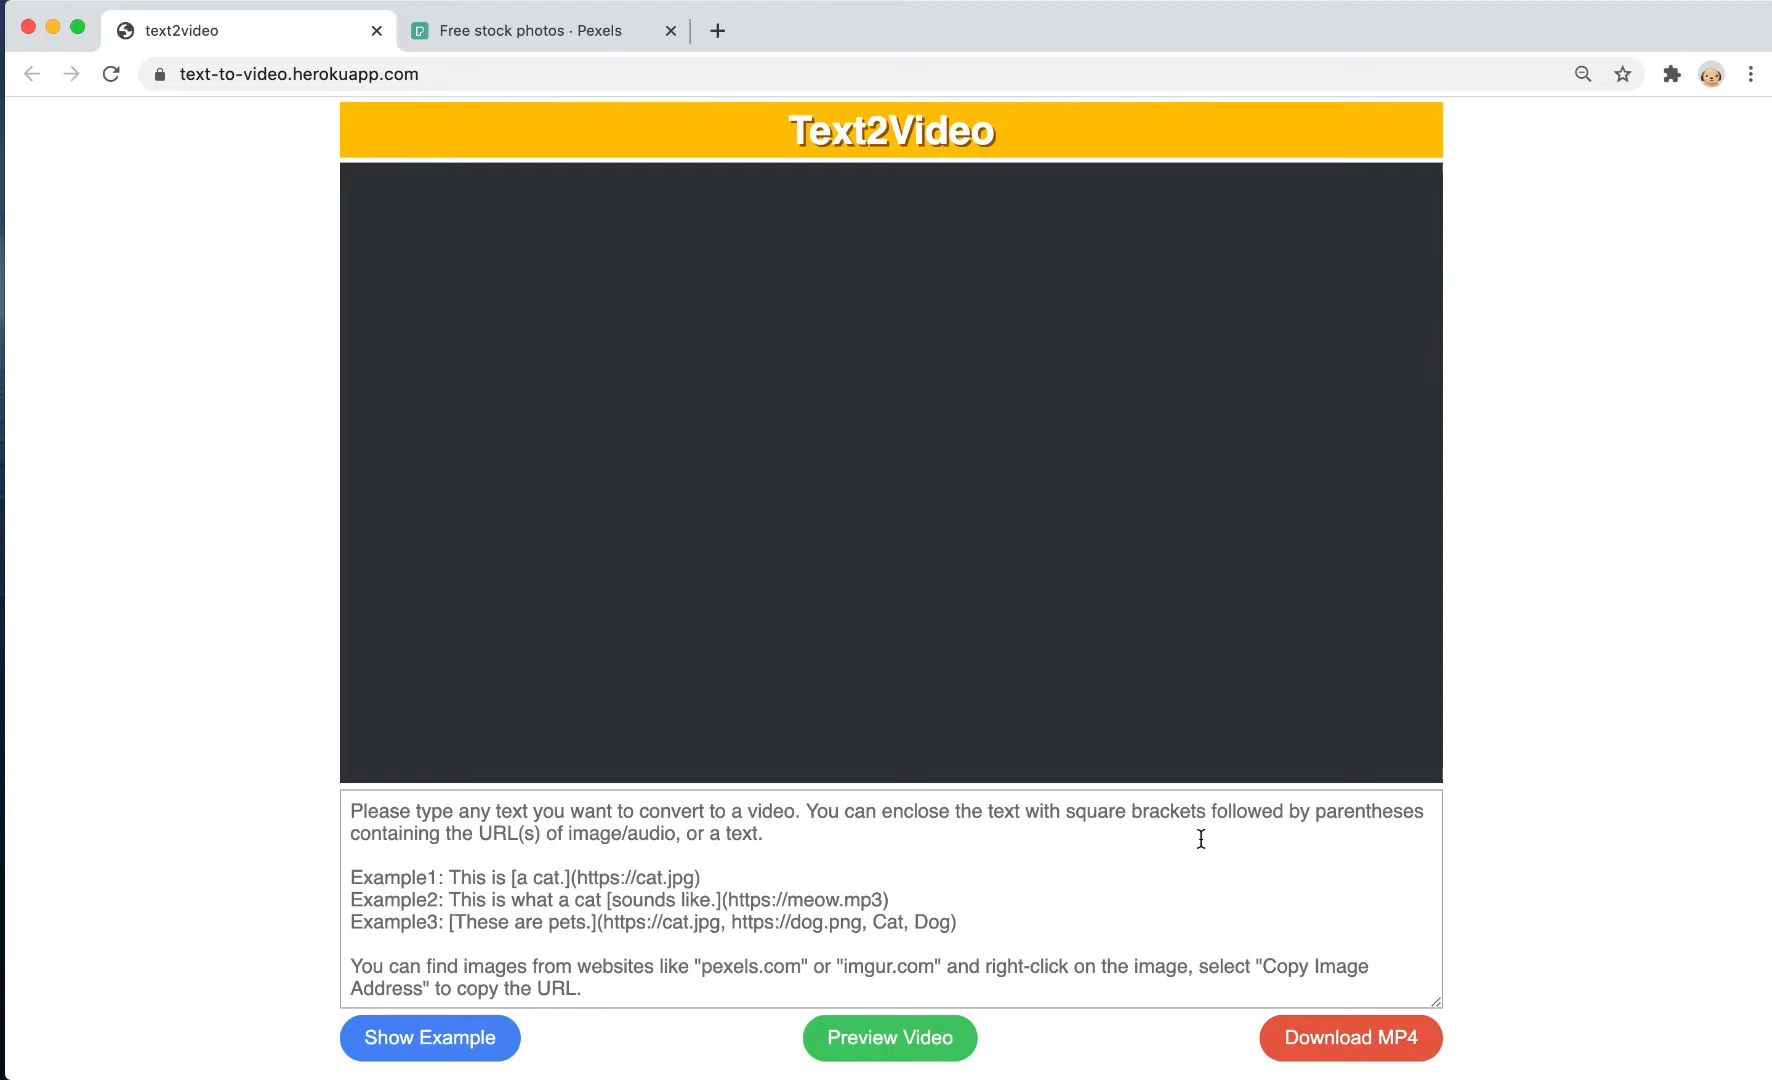 text2video
Free stock photos · Pexels
text-to-video.herokuapp.com
Text2Video
Please type any text you want to convert to a video. You can enclose the text with square brackets followed by parentheses
containing the URL(s) of image/audio, or a text.
Example1: This is [a cat.](https://cat.jpg)
Example2: This is what a cat [sounds like.](https://meow.mp3)
Example3: [These are pets.](https://cat.jpg, https://dog.png, Cat, Dog)
You can find images from websites like "pexels.com" or "imgur.com" and right-click on the image, select "Copy Image
Address" to copy the URL.
Show Example
Preview Video
Download MP4